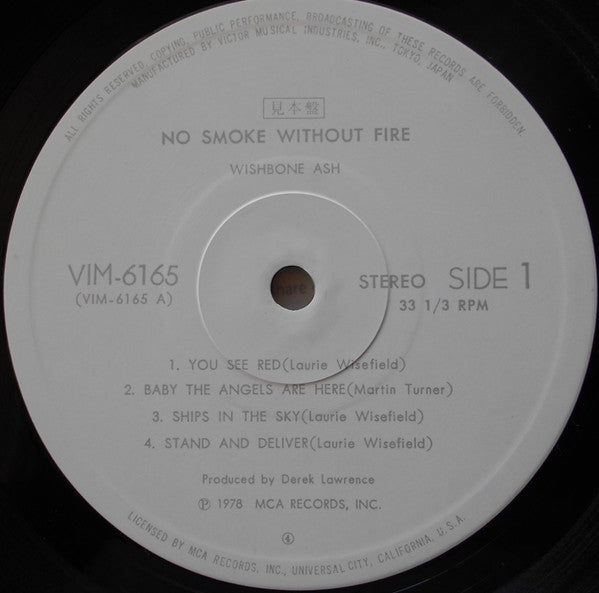 ALL RIGHTS RESERVED, COPYING, PUBLIC PERFORMANCE, BROADCASTING OF THESE RECORDS ARE FORBIDDEN.
MANUFACTURED BY VICTOR MUSICAL INDUSTRIES, INC., TOKYO, JAPAN
見本盤
NO SMOKE WITHOUT FIRE
WISHBONE ASH
VIM-6165
(VIM-6165 A)
STEREO SIDE 1
33 1/3 RPM
1. YOU SEE RED(Laurie Wisefield)
2. BABY THE ANGELS ARE HERE(Martin Turner)
3. SHIPS IN THE SKY(Laurie Wisefield)
4. STAND AND DELIVER(Laurie Wisefield)
Produced by Derek Lawrence
Ⓟ 1978 MCA RECORDS, INC.
④
LICENSED BY MCA RECORDS, INC., UNIVERSAL CITY, CALIFORNIA, U.S.A.